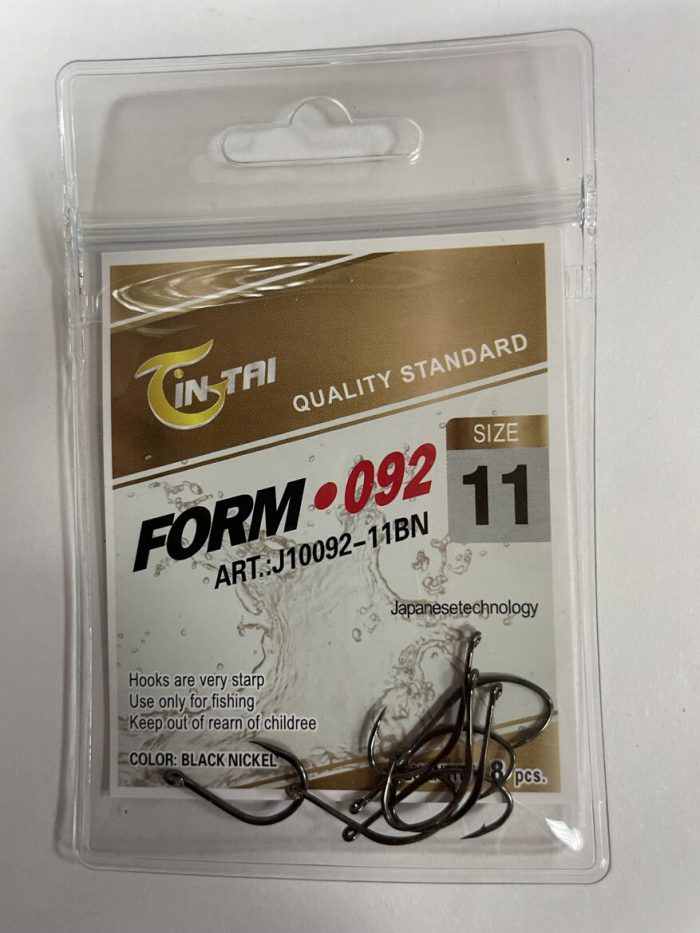 TIN TAI
QUALITY STANDARD
SIZE
11
FORM•092
ART.:J10092-11BN
Japanesetechnology
Hooks are very starp
Use only for fishing
Keep out of rearn of childree
COLOR: BLACK NICKEL
8 pcs.